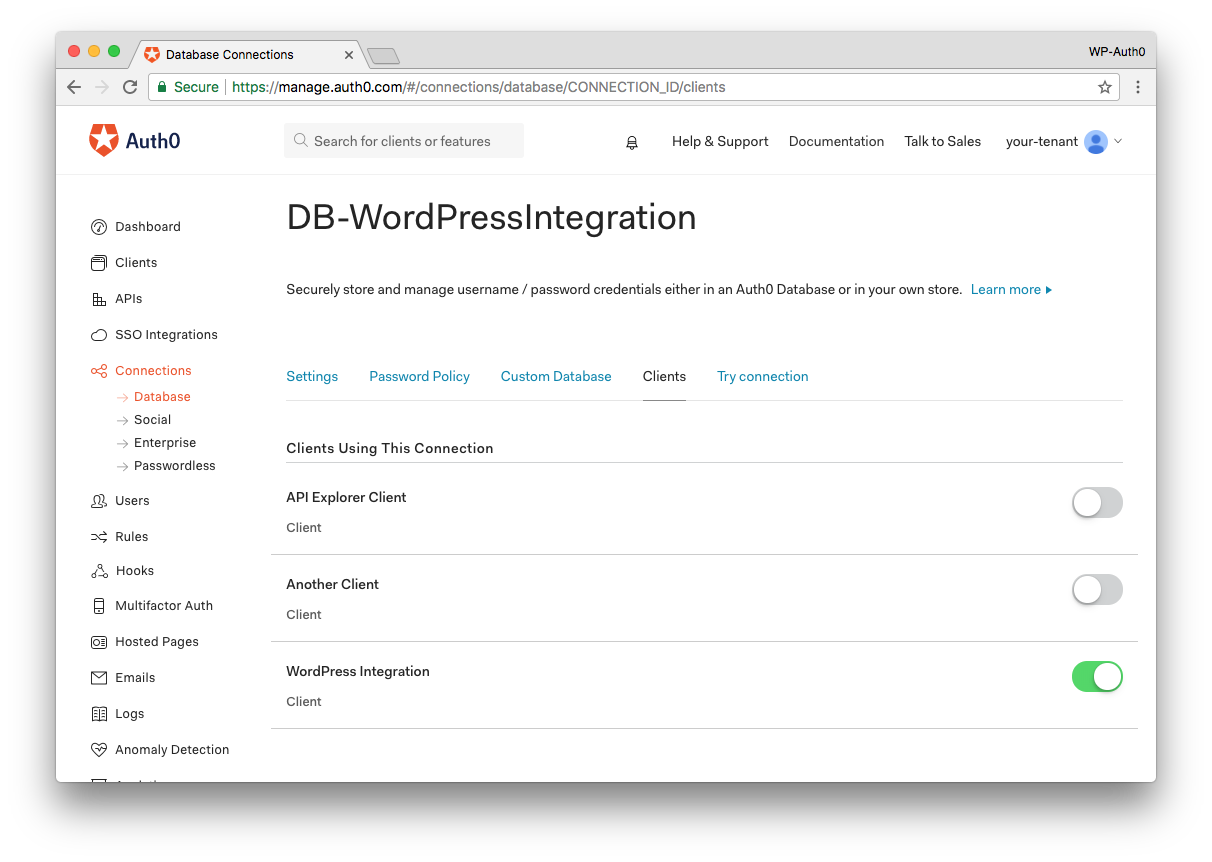 Database Connections
WP-Auth0
Secure https://manage.auth0.com/#/connections/database/CONNECTION_ID/clients
Auth0
Search for clients or features
Help & Support
Documentation
Talk to Sales
your-tenant
Dashboard
Clients
APIs
SSO Integrations
Connections
Database
Social
Enterprise
Passwordless
Users
Rules
Hooks
Multifactor Auth
Hosted Pages
Emails
Logs
Anomaly Detection
DB-WordPressIntegration
Securely store and manage username / password credentials either in an Auth0 Database or in your own store. Learn more
Settings
Password Policy
Custom Database
Clients
Try connection
Clients Using This Connection
API Explorer Client
Client
Another Client
Client
WordPress Integration
Client